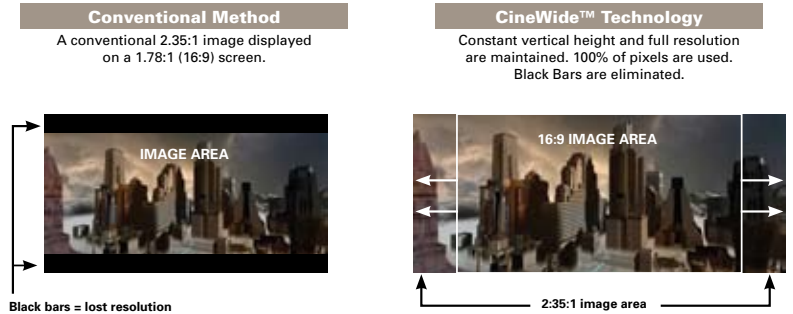 Conventional Method
A conventional 2.35:1 image displayed
on a 1.78:1 (16:9) screen.
IMAGE AREA
Black bars = lost resolution
CineWide™ Technology
Constant vertical height and full resolution
are maintained. 100% of pixels are used.
Black Bars are eliminated.
16:9 IMAGE AREA
2:35:1 image area